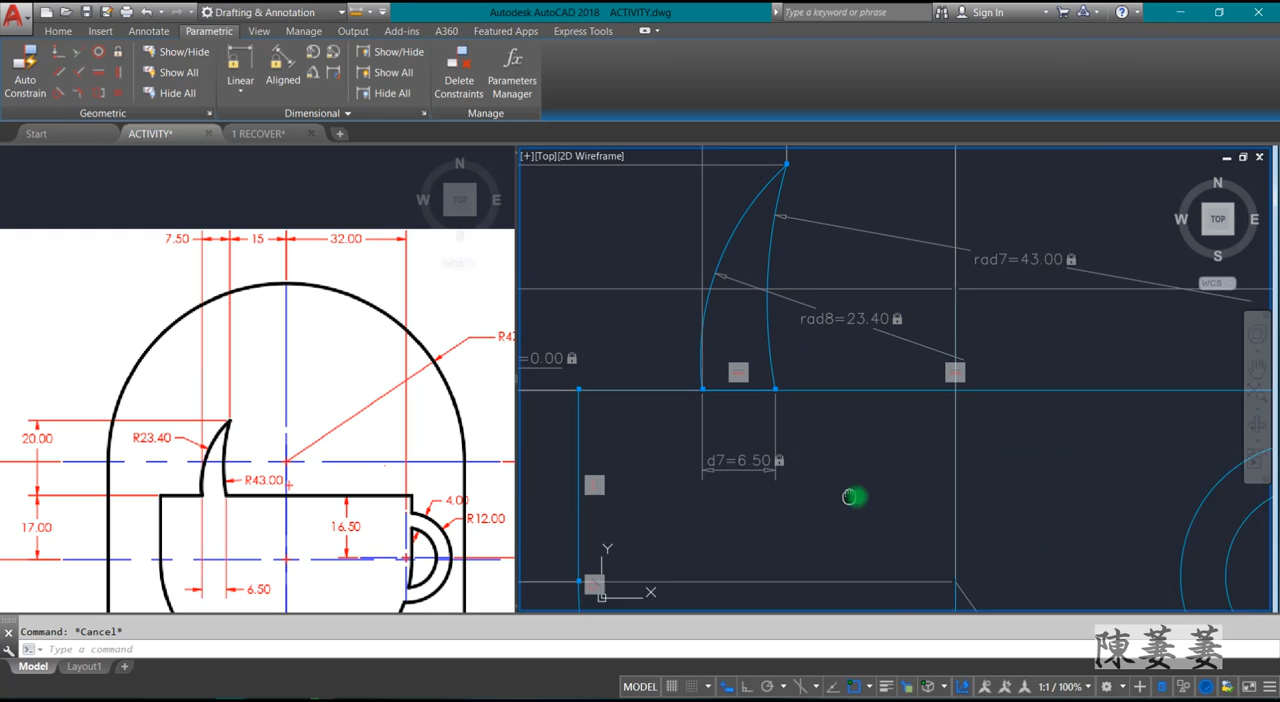 Drafting & Annotation
Autodesk AutoCAD 2018 ACTIVITY.dwg
Type a keyword or phrase
Sign In
Home Insert Annotate Parametric View Manage Output Add-ins A360 Featured Apps Express Tools
Auto Constrain
Show/Hide
Show All
Hide All
Geometric
Linear
Aligned
Show/Hide
Show All
Hide All
Dimensional
Delete Constraints
Parameters Manager
Manage
Start ACTIVITY* 1 RECOVER*
N
W TOP E
WCS
7.50 15 32.00
R23.40
20.00
R43.00
17.00
16.50
4.00
R12.00
6.50
[+][Top][2D Wireframe]
N
W TOP E
S
WCS
rad7=43.00
rad8=23.40
=0.00
d7=6.50
Y
X
Command: *Cancel*
Type a command
陳萋萋
Model Layout1
MODEL 1:1 / 100%